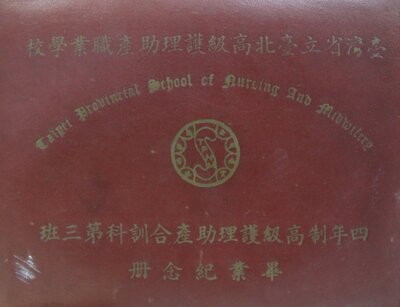 臺灣省立臺北高級護理助產職業學校
Taipei Provincial School of Nursing And Midwifery
四年制高級護理助產合訓科第三班
畢業紀念册